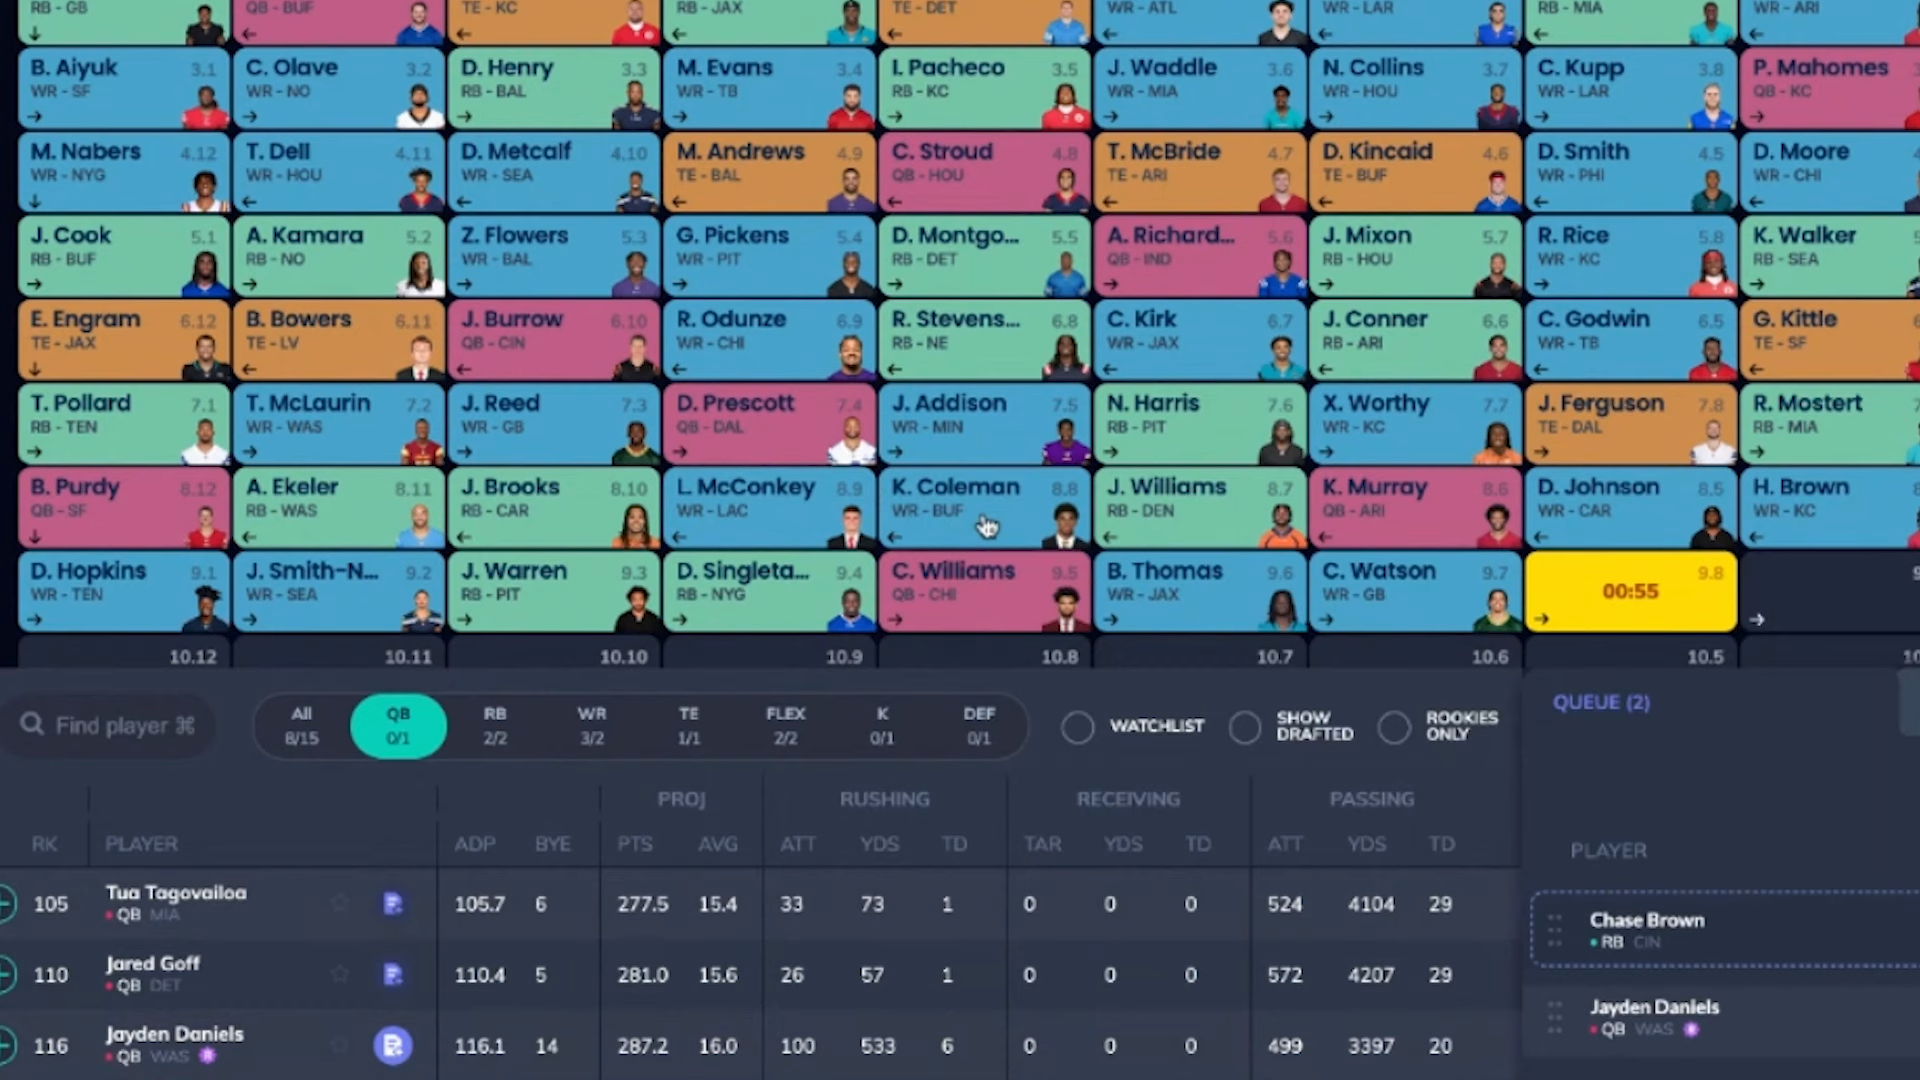 RB - GB
QB - BUF
TE - KC
RB - JAX
TE - DET
WR - ATL
WR - LAR
RB - MIA
WR - ARI
B. Aiyuk 3.1
WR - SF
C. Olave 3.2
WR - NO
D. Henry 3.3
RB - BAL
M. Evans 3.4
WR - TB
I. Pacheco 3.5
RB - KC
J. Waddle 3.6
WR - MIA
N. Collins 3.7
WR - HOU
C. Kupp 3.8
WR - LAR
P. Mahomes
QB - KC
M. Nabers 4.12
WR - NYG
T. Dell 4.11
WR - HOU
D. Metcalf 4.10
WR - SEA
M. Andrews 4.9
TE - BAL
C. Stroud 4.8
QB - HOU
T. McBride 4.7
TE - ARI
D. Kincaid 4.6
TE - BUF
D. Smith 4.5
WR - PHI
D. Moore
WR - CHI
J. Cook 5.1
RB - BUF
A. Kamara 5.2
RB - NO
Z. Flowers 5.3
WR - BAL
G. Pickens 5.4
WR - PIT
D. Montgo... 5.5
RB - DET
A. Richard... 5.6
QB - IND
J. Mixon 5.7
RB - HOU
R. Rice 5.8
WR - KC
K. Walker
RB - SEA
E. Engram 6.12
TE - JAX
B. Bowers 6.11
TE - LV
J. Burrow 6.10
QB - CIN
R. Odunze 6.9
WR - CHI
R. Stevens... 6.8
RB - NE
C. Kirk 6.7
WR - JAX
J. Conner 6.6
RB - ARI
C. Godwin 6.5
WR - TB
G. Kittle
TE - SF
T. Pollard 7.1
RB - TEN
T. McLaurin 7.2
WR - WAS
J. Reed 7.3
WR - GB
D. Prescott 7.4
QB - DAL
J. Addison 7.5
WR - MIN
N. Harris 7.6
RB - PIT
X. Worthy 7.7
WR - KC
J. Ferguson 7.8
TE - DAL
R. Mostert
RB - MIA
B. Purdy 8.12
QB - SF
A. Ekeler 8.11
RB - WAS
J. Brooks 8.10
RB - CAR
L. McConkey 8.9
WR - LAC
K. Coleman 8.8
WR - BUF
J. Williams 8.7
RB - DEN
K. Murray 8.6
QB - ARI
D. Johnson 8.5
WR - CAR
H. Brown
WR - KC
D. Hopkins 9.1
WR - TEN
J. Smith-N... 9.2
WR - SEA
J. Warren 9.3
RB - PIT
D. Singleta... 9.4
RB - NYG
C. Williams 9.5
QB - CHI
B. Thomas 9.6
WR - JAX
C. Watson 9.7
WR - GB
9.8
00:55
10.12 10.11 10.10 10.9 10.8 10.7 10.6 10.5
Find player ⌘
All QB RB WR TE FLEX K DEF
8/15 0/1 2/2 3/2 1/1 2/2 0/1 0/1
WATCHLIST
SHOW
DRAFTED
ROOKIES
ONLY
QUEUE (2)
PROJ RUSHING RECEIVING PASSING
RK PLAYER ADP BYE PTS AVG ATT YDS TD TAR YDS TD ATT YDS TD
105 Tua Tagovailoa 105.7 6 277.5 15.4 33 73 1 0 0 0 524 4104 29
QB MIA
110 Jared Goff 110.4 5 281.0 15.6 26 57 1 0 0 0 572 4207 29
QB DET
116 Jayden Daniels 116.1 14 287.2 16.0 100 533 6 0 0 0 499 3397 20
QB WAS R
PLAYER
Chase Brown
RB CIN
Jayden Daniels
QB WAS R